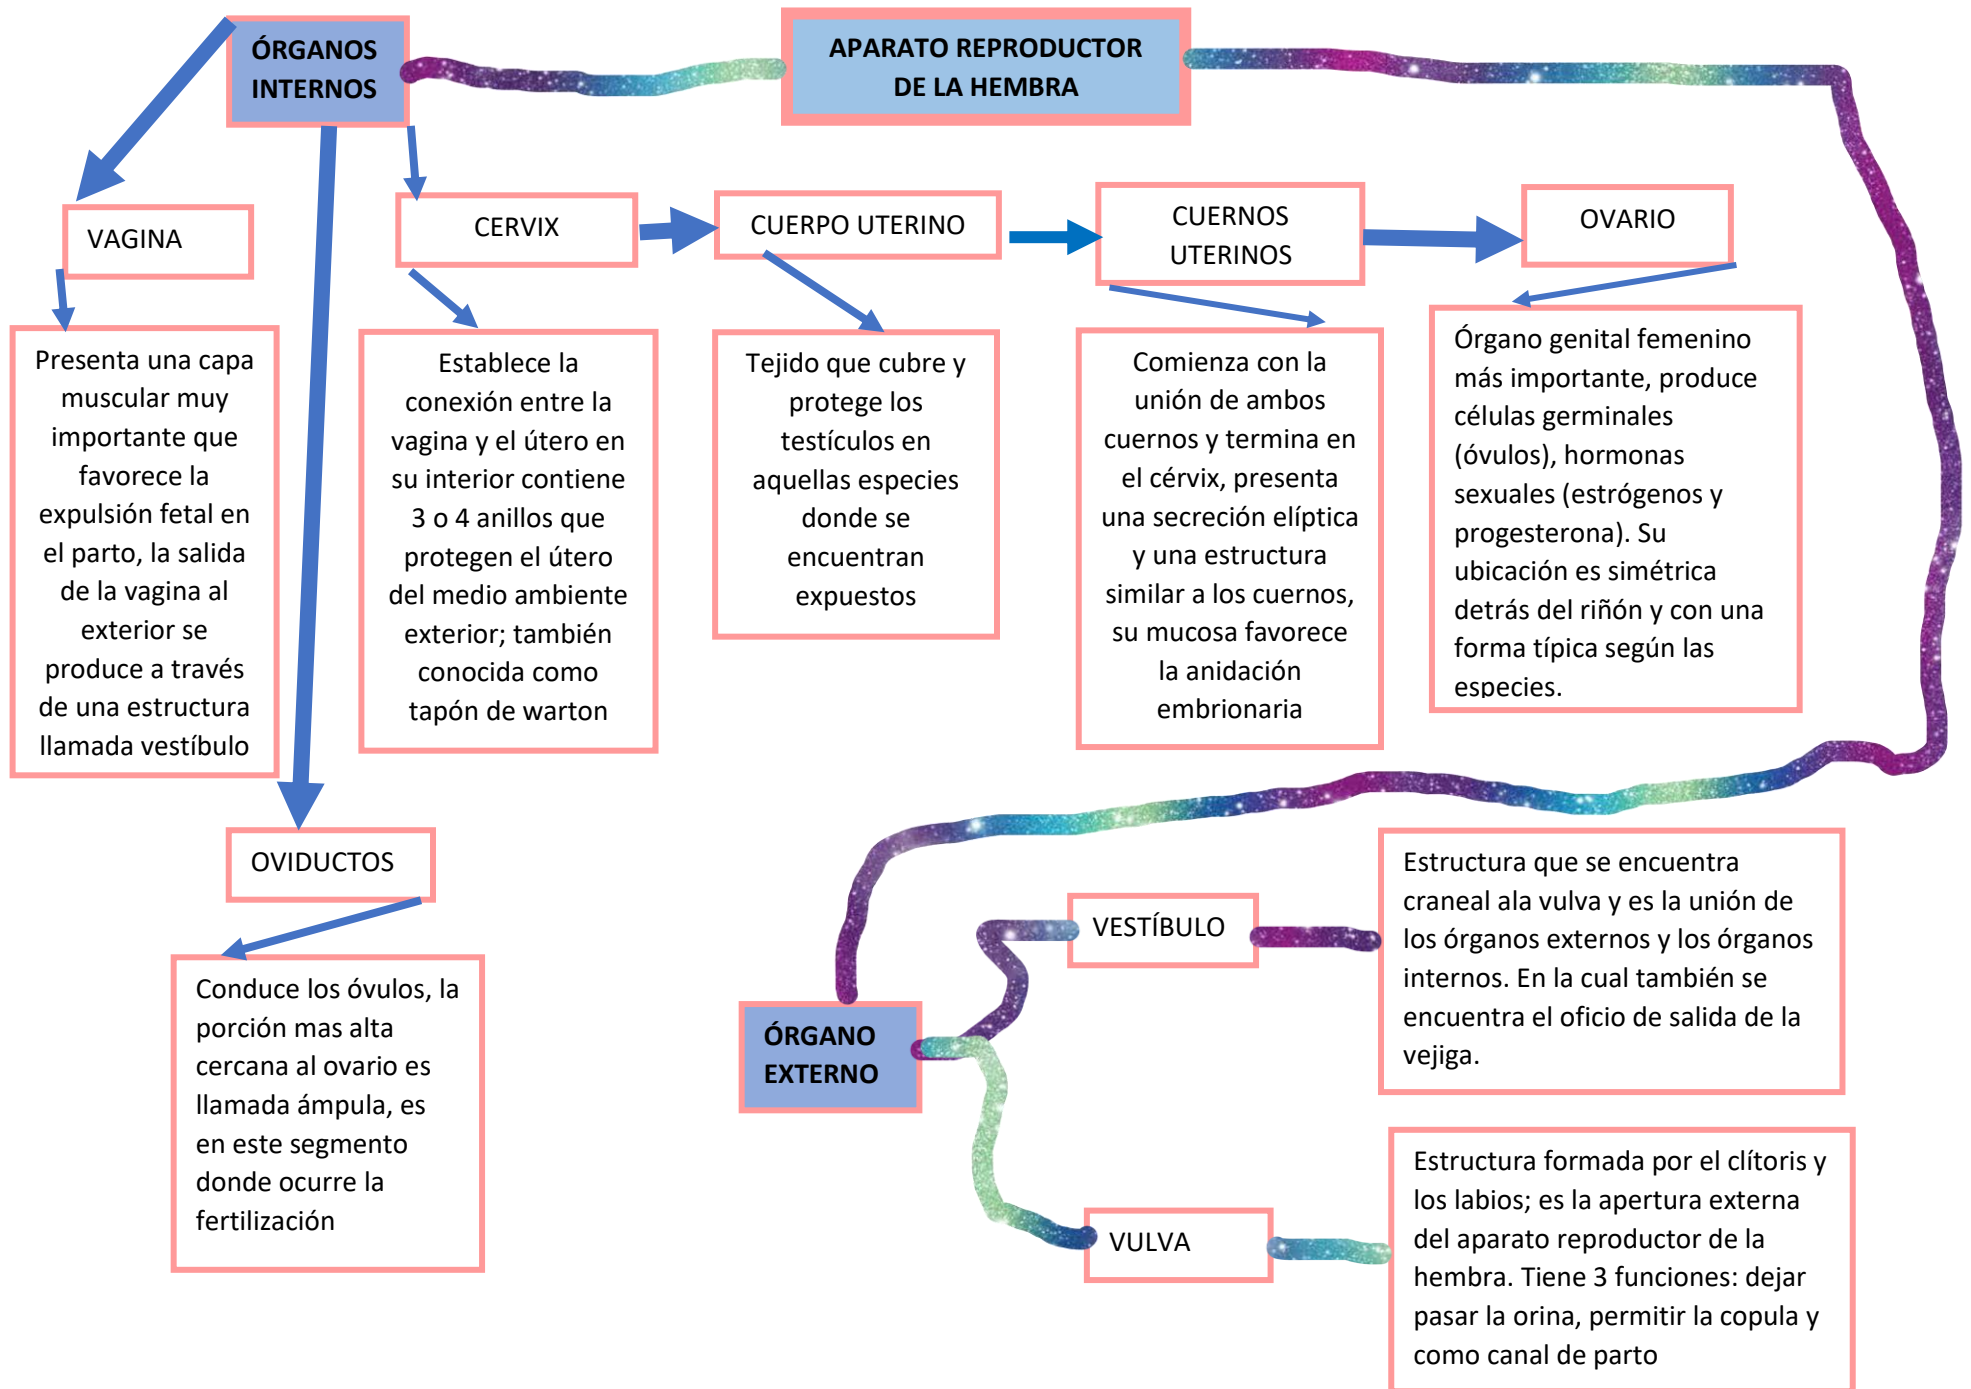 ÓRGANOS
INTERNOS
APARATO REPRODUCTOR
DE LA HEMBRA
VAGINA
CERVIX
CUERPO UTERINO
CUERNOS
UTERINOS
OVARIO
Presenta una capa
muscular muy
importante que
favorece la
expulsión fetal en
el parto, la salida
de la vagina al
exterior se
produce a través
de una estructura
llamada vestíbulo
Establece la
conexión entre la
vagina y el útero en
su interior contiene
3 o 4 anillos que
protegen el útero
del medio ambiente
exterior; también
conocida como
tapón de warton
Tejido que cubre y
protege los
testículos en
aquellas especies
donde se
encuentran
expuestos
Comienza con la
unión de ambos
cuernos y termina en
el cérvix, presenta
una secreción elíptica
y una estructura
similar a los cuernos,
su mucosa favorece
la anidación
embrionaria
Órgano genital femenino
más importante, produce
células germinales
(óvulos), hormonas
sexuales (estrógenos y
progesterona). Su
ubicación es simétrica
detrás del riñón y con una
forma típica según las
especies.
OVIDUCTOS
Conduce los óvulos, la
porción mas alta
cercana al ovario es
llamada ámpula, es
en este segmento
donde ocurre la
fertilización
ÓRGANO
EXTERNO
VESTÍBULO
Estructura que se encuentra
craneal ala vulva y es la unión de
los órganos externos y los órganos
internos. En la cual también se
encuentra el oficio de salida de la
vejiga.
VULVA
Estructura formada por el clítoris y
los labios; es la apertura externa
del aparato reproductor de la
hembra. Tiene 3 funciones: dejar
pasar la orina, permitir la copula y
como canal de parto